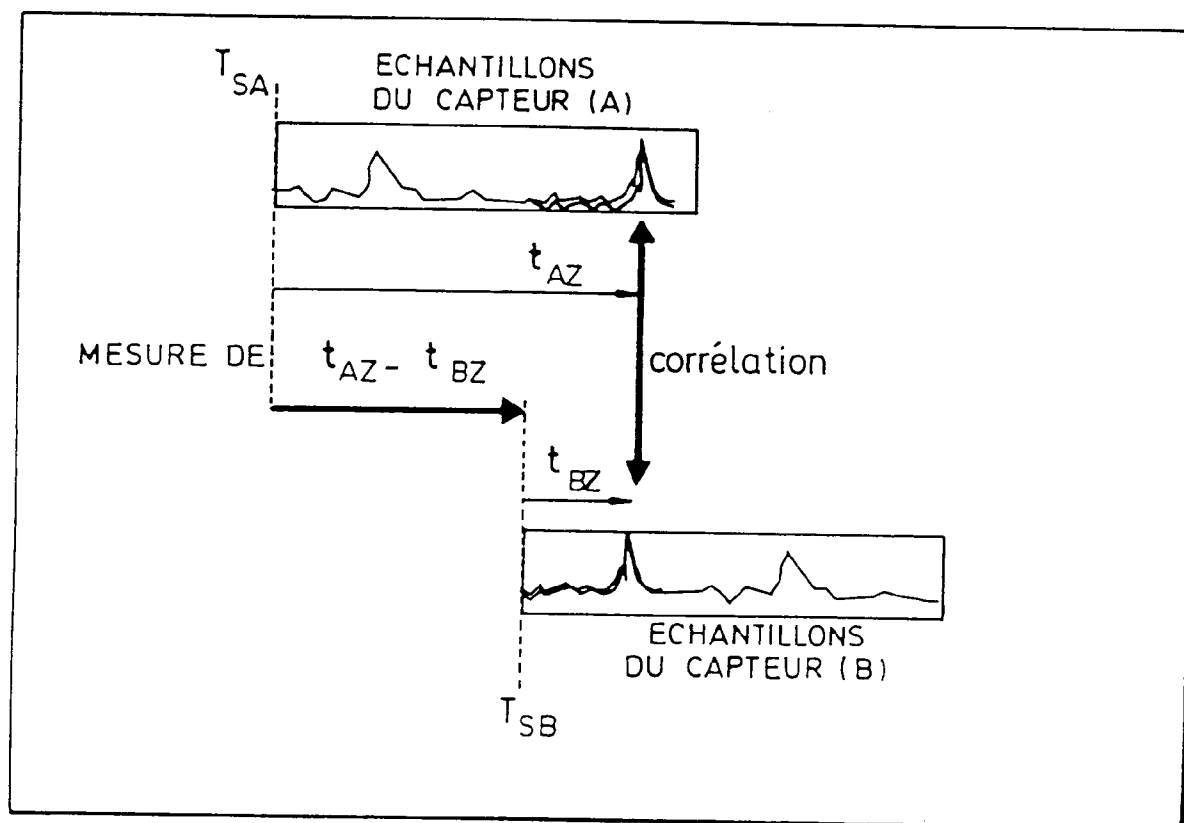 T_SA
ECHANTILLONS
DU CAPTEUR (A)
t_AZ
MESURE DE t_AZ - t_BZ
corrélation
t_BZ
ECHANTILLONS
DU CAPTEUR (B)
T_SB